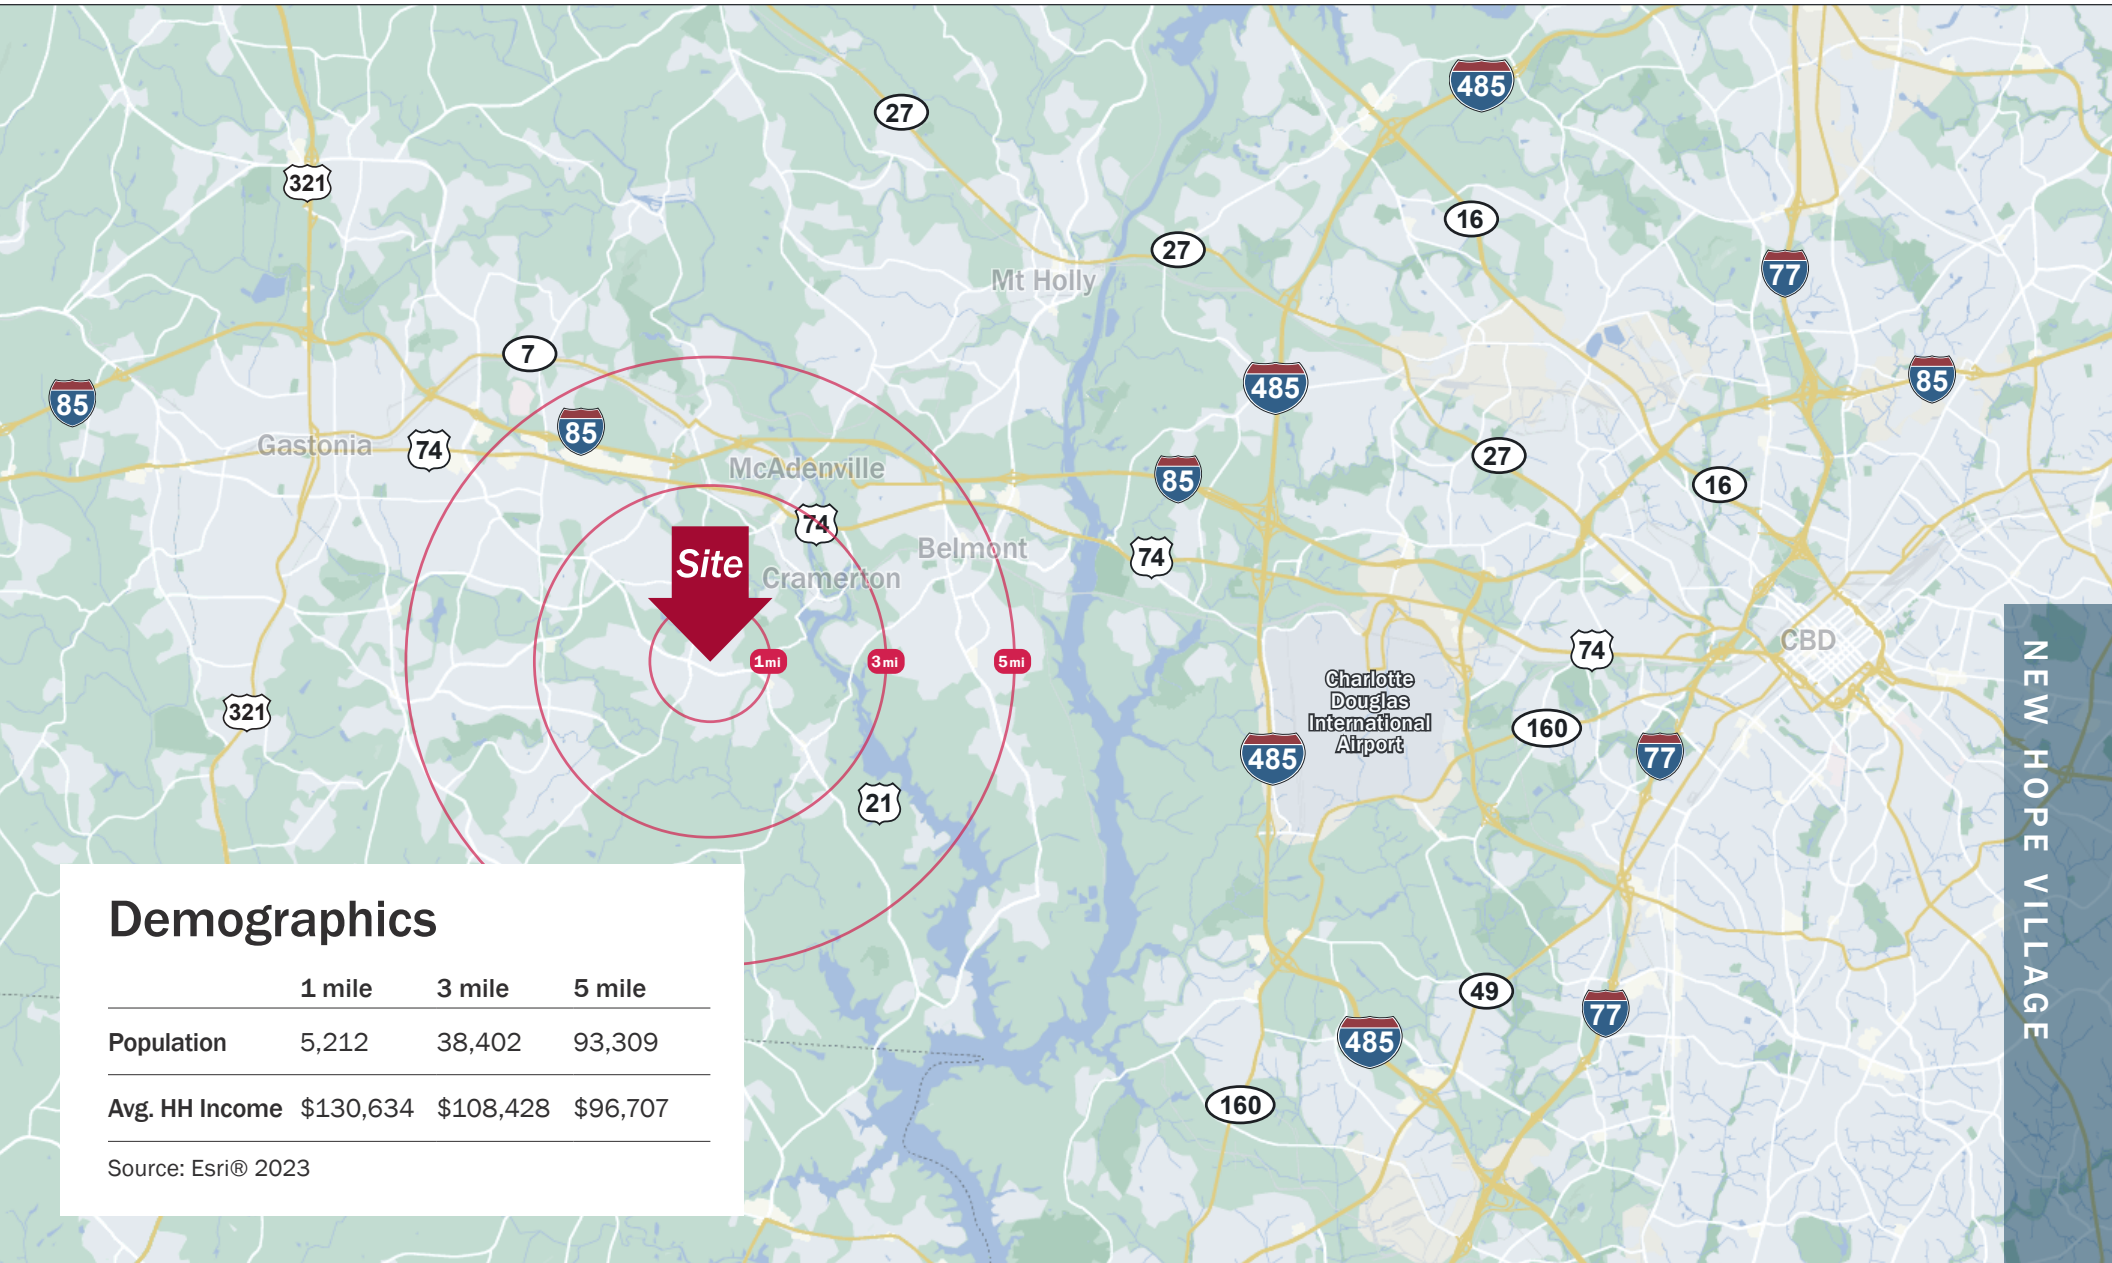 485
27
321
16
27
77
Mt Holly
7
85
485
85
85
Gastonia
74
27
McAdenville
85
16
74
Belmont
74
Site
Cramerton
CBD
74
1mi
3mi
5mi
Charlotte
Douglas
International
Airport
321
160
485
77
21
NEW HOPE VILLAGE
Demographics
1 mile 3 mile 5 mile
Population 5,212 38,402 93,309
Avg. HH Income $130,634 $108,428 $96,707
Source: Esri® 2023
49
77
485
160